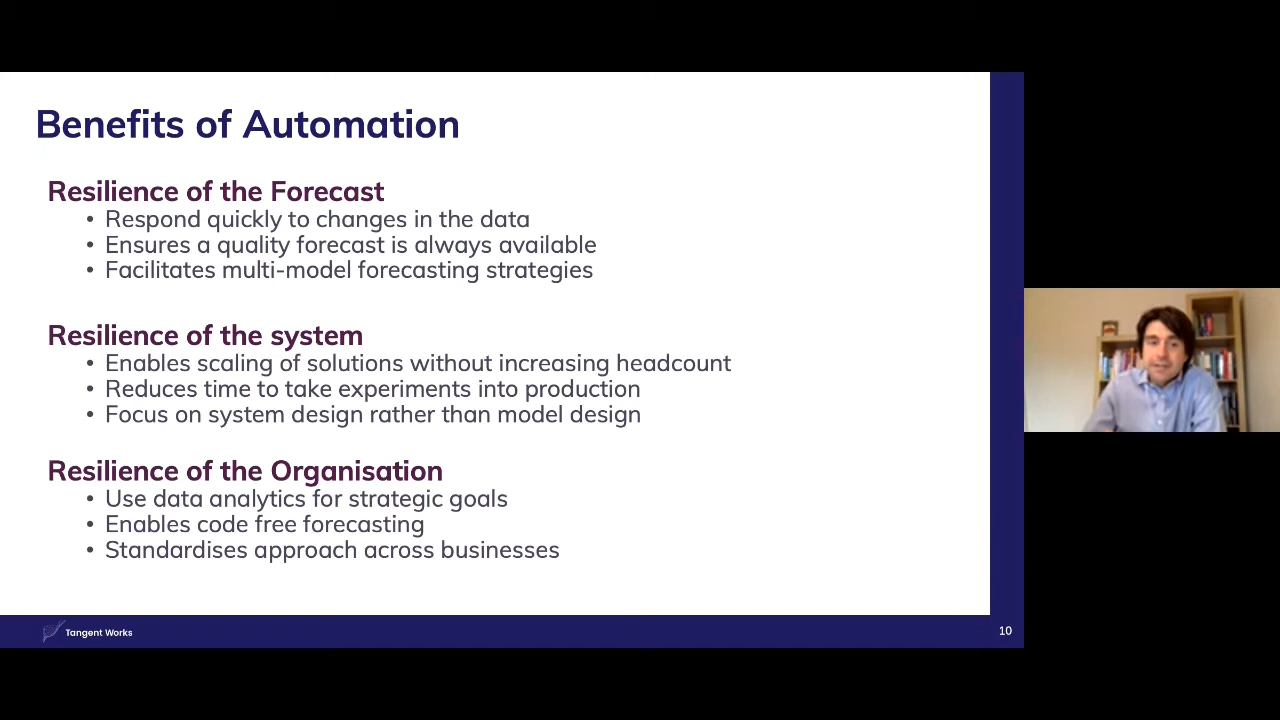 Benefits of Automation
Resilience of the Forecast
• Respond quickly to changes in the data
• Ensures a quality forecast is always available
• Facilitates multi-model forecasting strategies
Resilience of the system
• Enables scaling of solutions without increasing headcount
• Reduces time to take experiments into production
• Focus on system design rather than model design
Resilience of the Organisation
• Use data analytics for strategic goals
• Enables code free forecasting
• Standardises approach across businesses
Tangent Works
10